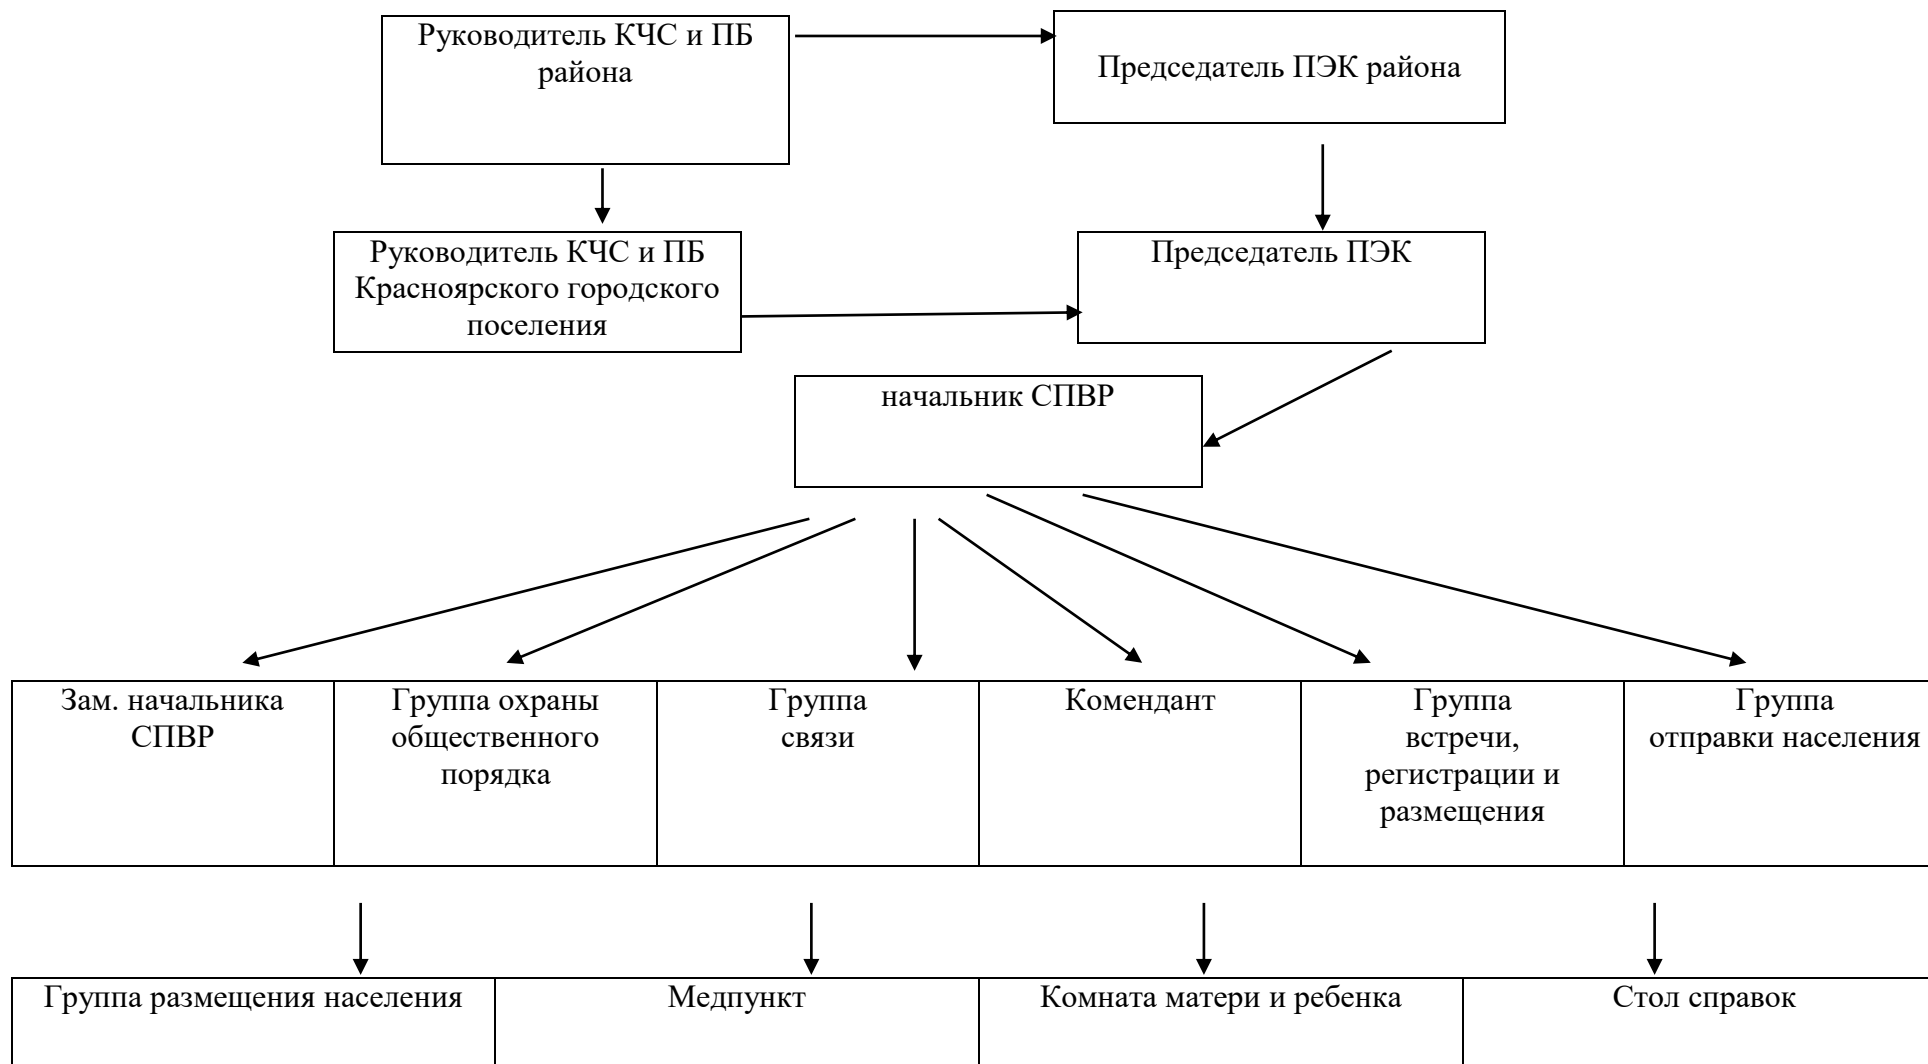 Руководитель КЧС и ПБ
района
Председатель ПЭК района
Руководитель КЧС и ПБ
Красноярского городского
поселения
Председатель ПЭК
начальник СПВР
Зам. начальника
СПВР
Группа охраны
общественного
порядка
Группа
связи
Комендант
Группа
встречи,
регистрации и
размещения
Группа
отправки населения
Группа размещения населения
Медпункт
Комната матери и ребенка
Стол справок